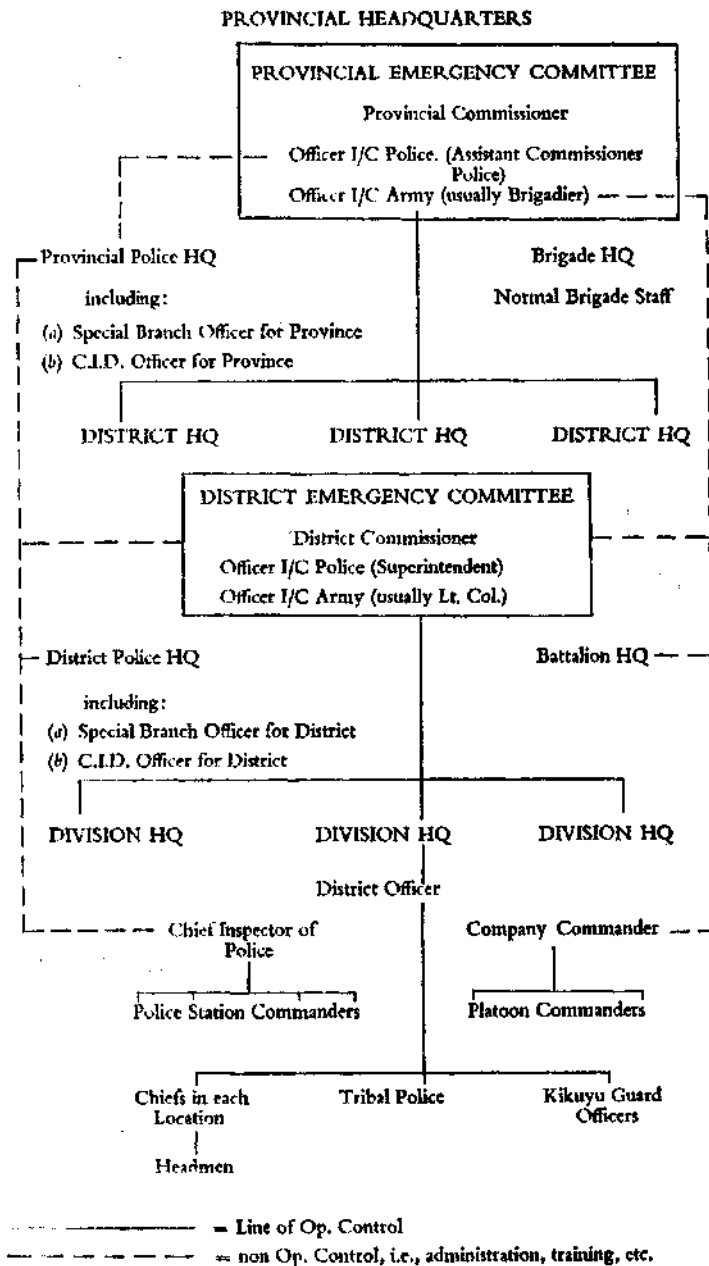 PROVINCIAL HEADQUARTERS
PROVINCIAL EMERGENCY COMMITTEE
Provincial Commissioner
Officer I/C Police. (Assistant Commissioner
Police)
Officer I/C Army (usually Brigadier)
Provincial Police HQ
including:
(a) Special Branch Officer for Province
(b) C.I.D. Officer for Province
Brigade HQ
Normal Brigade Staff
DISTRICT HQ DISTRICT HQ DISTRICT HQ
DISTRICT EMERGENCY COMMITTEE
District Commissioner
Officer I/C Police (Superintendent)
Officer I/C Army (usually Lt. Col.)
District Police HQ
including:
(a) Special Branch Officer for District
(b) C.I.D. Officer for District
Battalion HQ
DIVISION HQ DIVISION HQ DIVISION HQ
District Officer
Chief Inspector of
Police
Police Station Commanders
Company Commander
Platoon Commanders
Chiefs in each
Location
Headmen
Tribal Police
Kikuyu Guard
Officers
= Line of Op. Control
= non Op. Control, i.e., administration, training, etc.